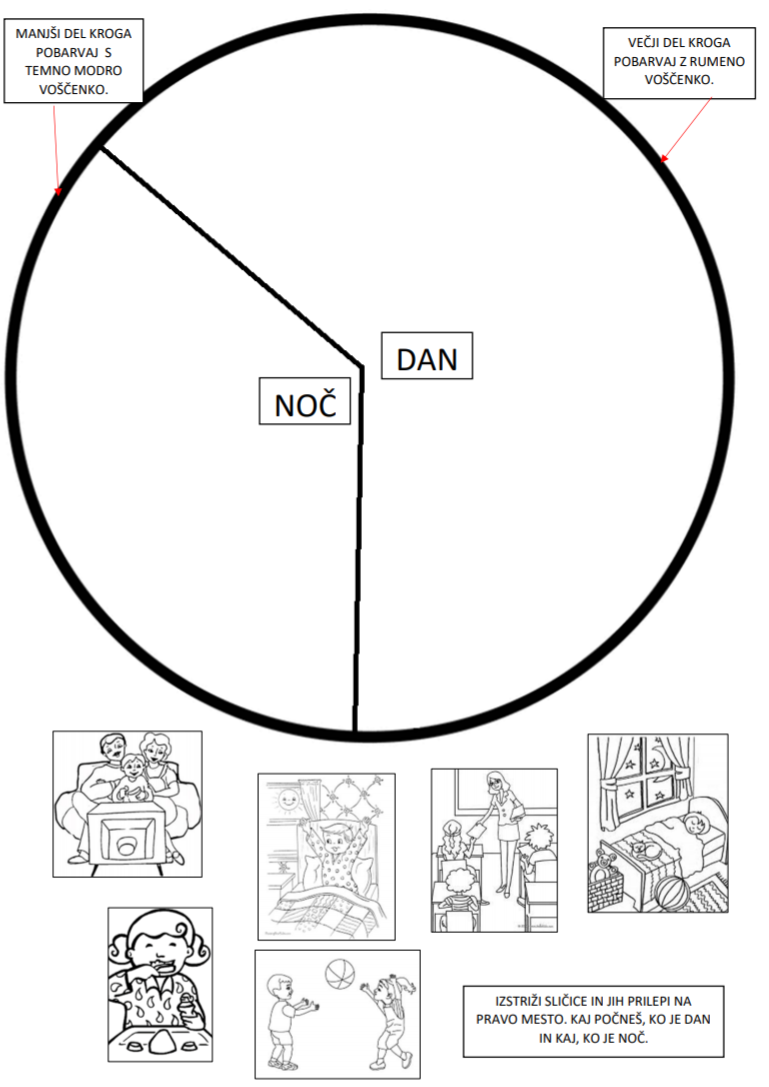 MANJŠI DEL KROGA
POBARVAJ S
TEMNO MODRO
VOŠČENKO.
VEČJI DEL KROGA
POBARVAJ Z RUMENO
VOŠČENKO.
DAN
NOČ
IZSTRIŽI SLIČICE IN JIH PRILEPI NA
PRAVO MESTO. KAJ POČNEŠ, KO JE DAN
IN KAJ, KO JE NOČ.